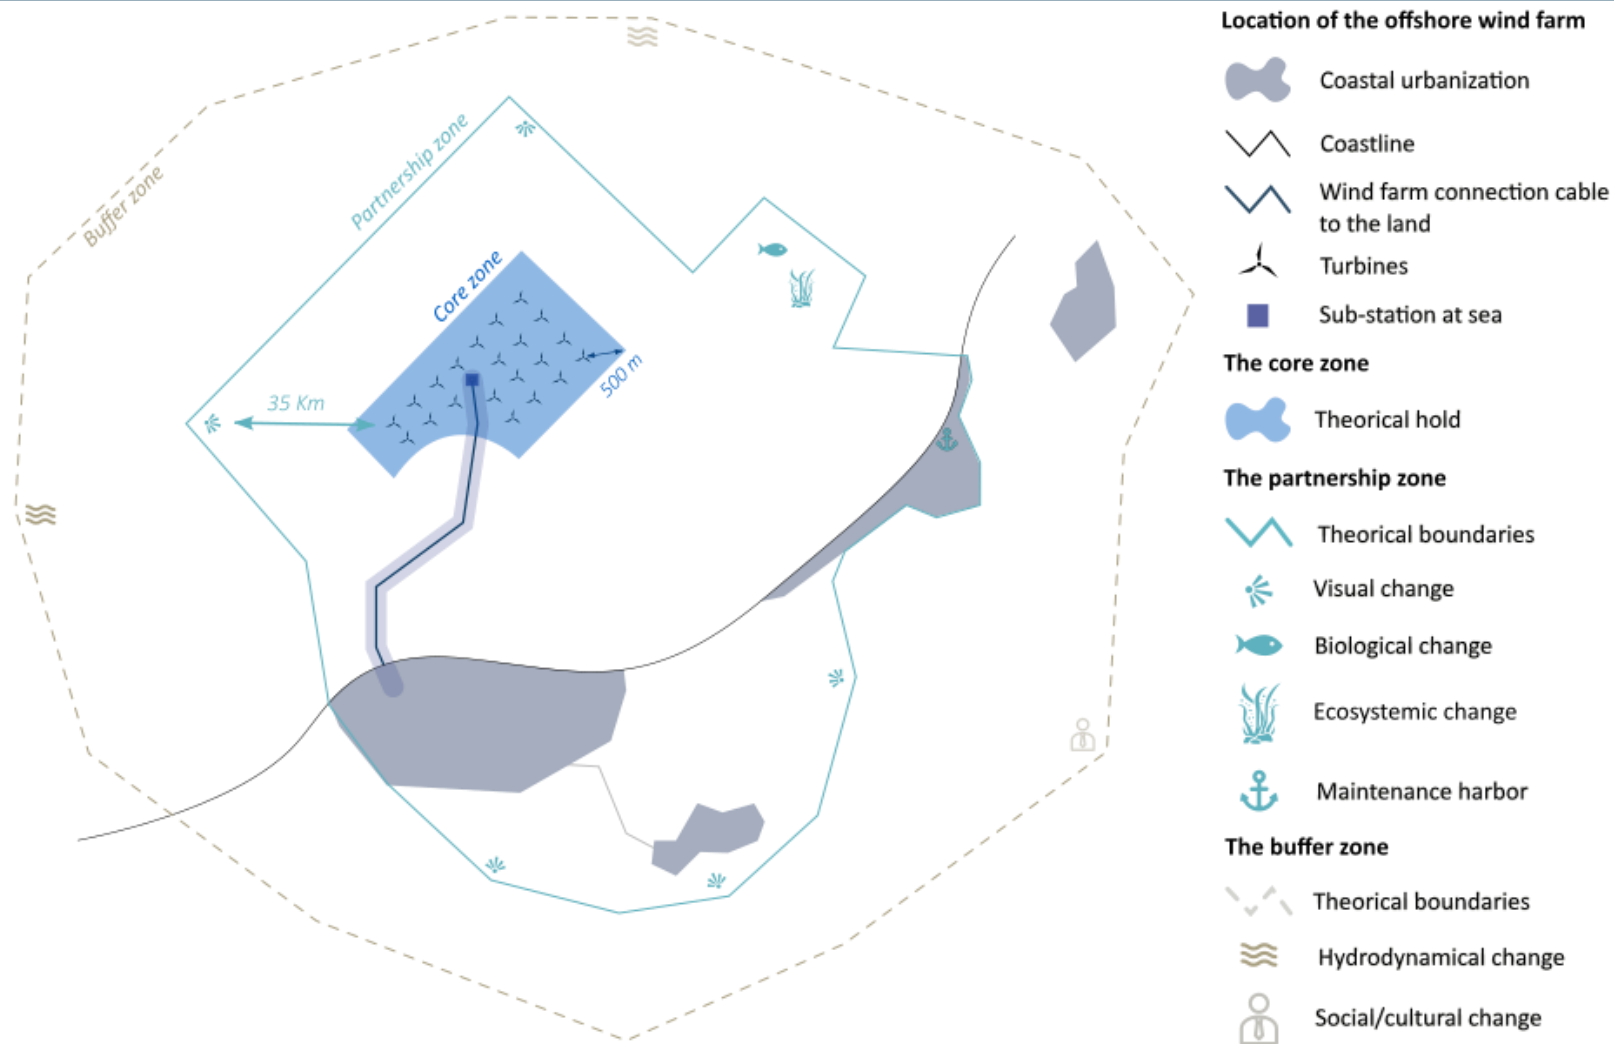 Buffer zone
Partnership zone
Core zone
500 m
35 Km
Location of the offshore wind farm
Coastal urbanization
Coastline
Wind farm connection cable
to the land
Turbines
Sub-station at sea
The core zone
Theorical hold
The partnership zone
Theorical boundaries
Visual change
Biological change
Ecosystemic change
Maintenance harbor
The buffer zone
Theorical boundaries
Hydrodynamical change
Social/cultural change